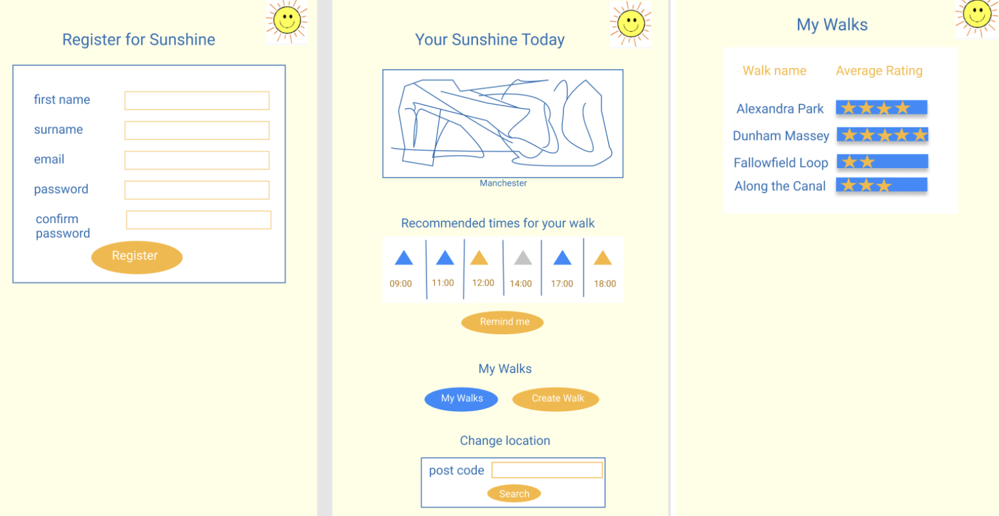 Register for Sunshine
first name
surname
email
password
confirm
password
Register
Your Sunshine Today
Manchester
Recommended times for your walk
09:00 11:00 12:00 14:00 17:00 18:00
Remind me
My Walks
My Walks Create Walk
Change location
post code
Search
My Walks
Walk name Average Rating
Alexandra Park
Dunham Massey
Fallowfield Loop
Along the Canal